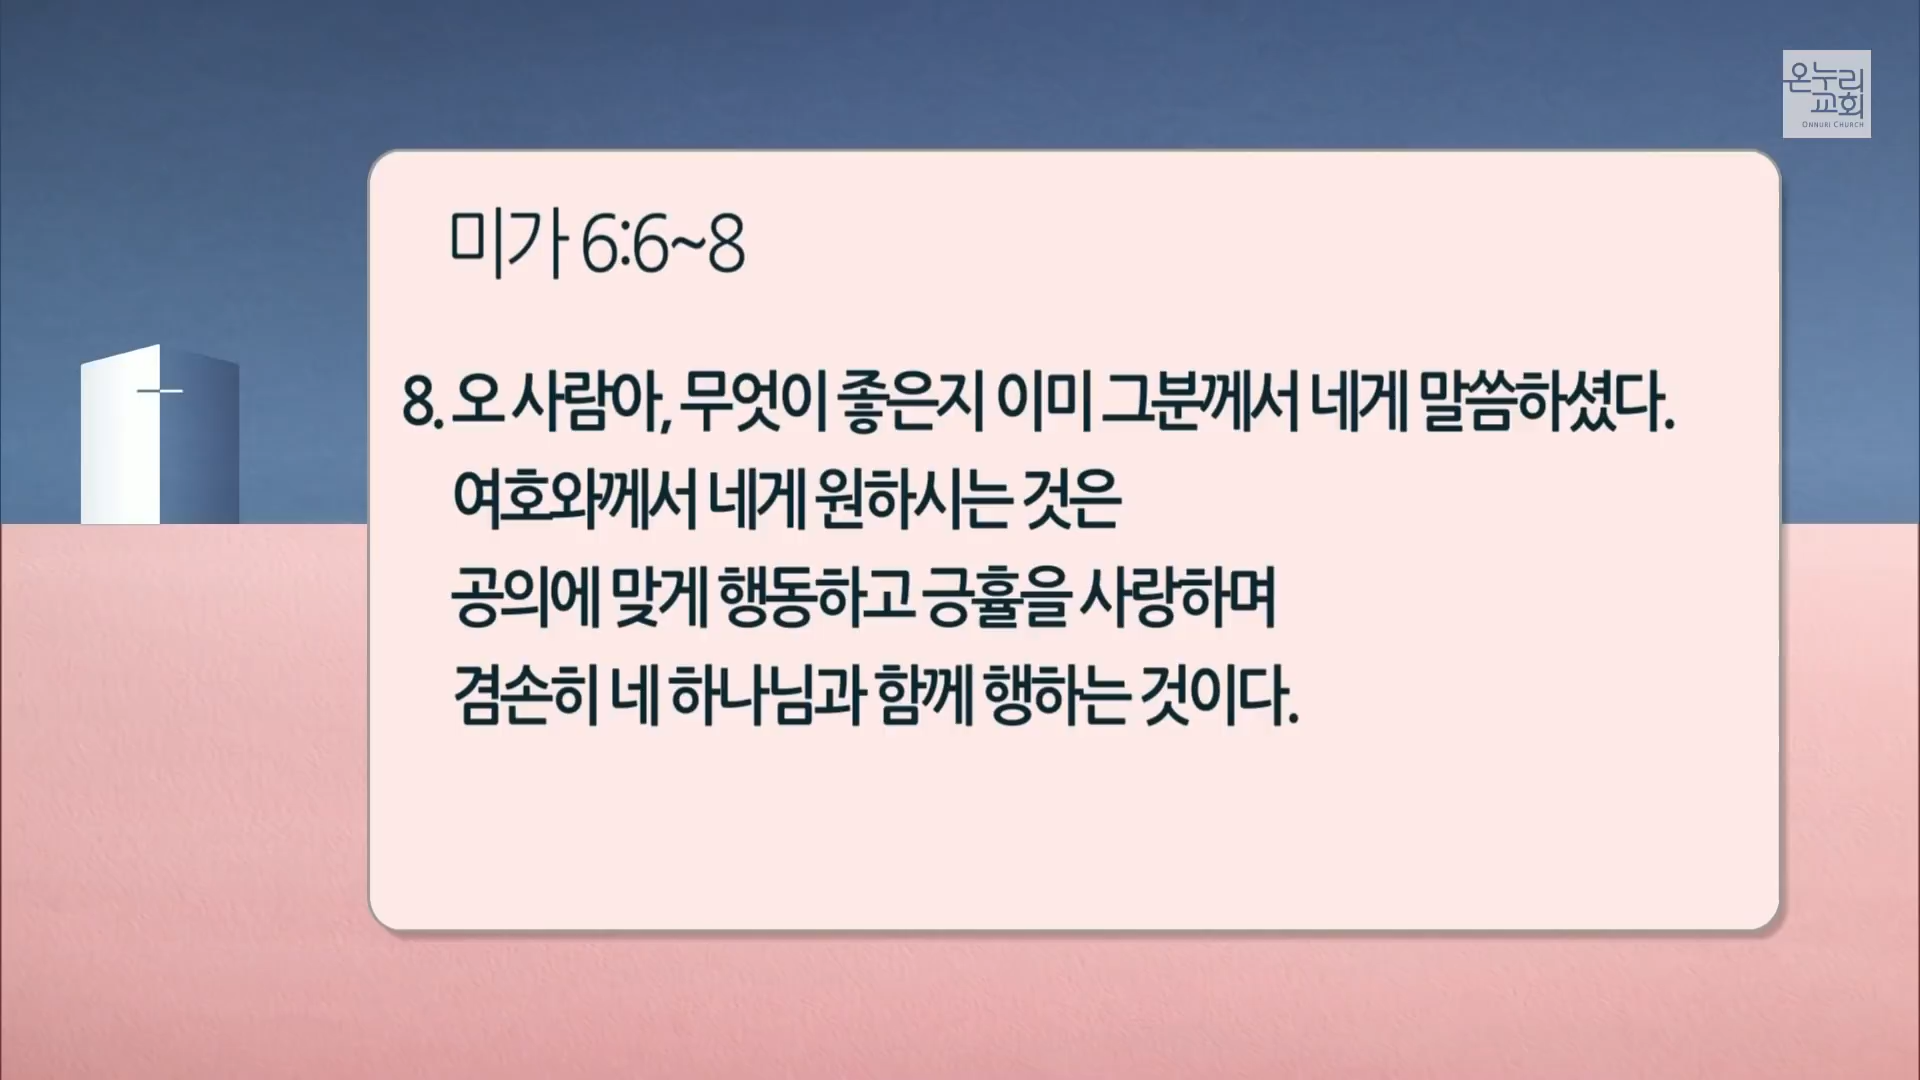 온누리
교회
ONNURI CHURCH
미가 6:6~8
8. 오 사람아, 무엇이 좋은지 이미 그분께서 네게 말씀하셨다.
여호와께서 네게 원하시는 것은
공의에 맞게 행동하고 긍휼을 사랑하며
겸손히 네 하나님과 함께 행하는 것이다.